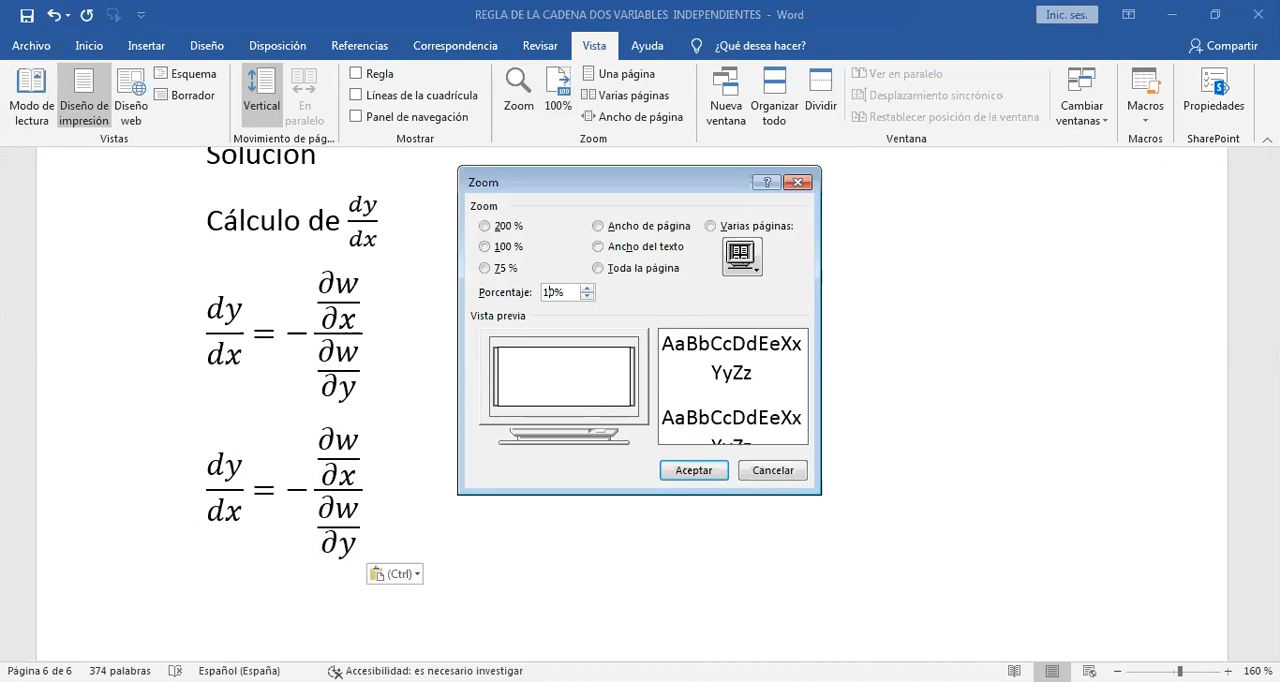 REGLA DE LA CADENA DOS VARIABLES INDEPENDIENTES - Word
Inic. ses.
Archivo Inicio Insertar Diseño Disposición Referencias Correspondencia Revisar Vista Ayuda ¿Qué desea hacer? Compartir
Modo de lectura
Diseño de impresión
Diseño web
Esquema
Borrador
Vistas
Vertical
En paralelo
Movimiento de pág...
Regla
Líneas de la cuadrícula
Panel de navegación
Mostrar
Zoom
100%
Una página
Varias páginas
Ancho de página
Zoom
Nueva ventana
Organizar todo
Dividir
Ver en paralelo
Desplazamiento sincrónico
Restablecer posición de la ventana
Ventana
Cambiar ventanas
Macros
Macros
Propiedades
SharePoint
Solución
Cálculo de dy/dx
dy/dx = − (∂w/∂x)/(∂w/∂y)
dy/dx = − (∂w/∂x)/(∂w/∂y)
(Ctrl)
Zoom
?
Zoom
200 %
100 %
75 %
Ancho de página
Ancho del texto
Toda la página
Varias páginas:
Porcentaje: 10%
Vista previa
AaBbCcDdEeXx
YyZz
AaBbCcDdEeXx
YyZz
Aceptar Cancelar
Página 6 de 6 374 palabras Español (España) Accesibilidad: es necesario investigar 160 %